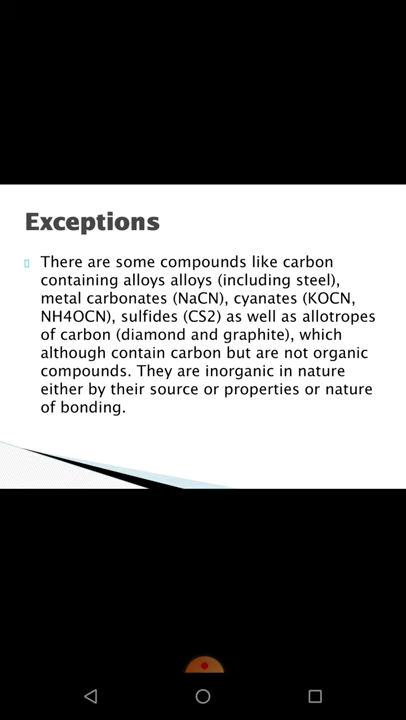 Exceptions
There are some compounds like carbon
containing alloys alloys (including steel),
metal carbonates (NaCN), cyanates (KOCN,
NH4OCN), sulfides (CS2) as well as allotropes
of carbon (diamond and graphite), which
although contain carbon but are not organic
compounds. They are inorganic in nature
either by their source or properties or nature
of bonding.